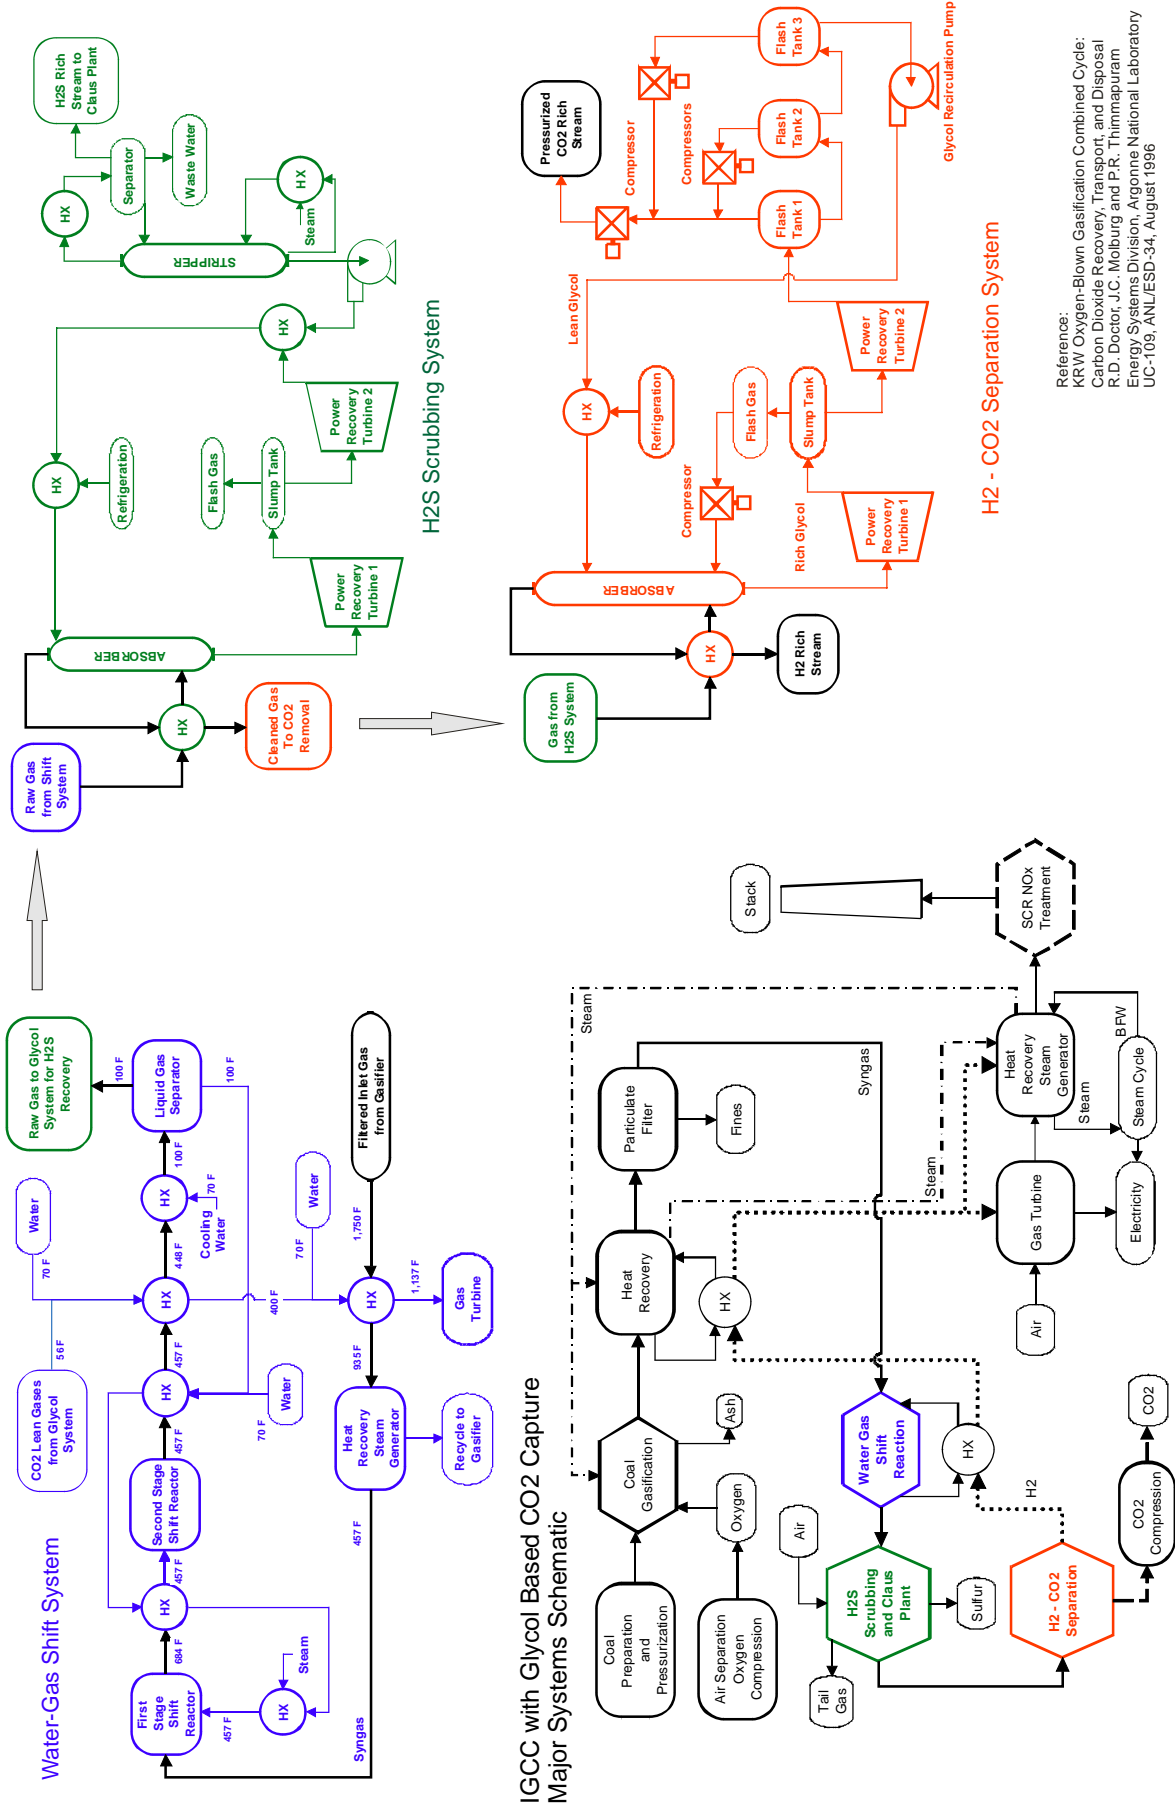 Water-Gas Shift System
CO2 Lean Gases
from Glycol
System
56F
Water
70 F
First
Stage
Shift
Reactor
684 F
HX
457 F
Second Stage
Shift Reactor
457 F
HX
457 F
HX
448 F
HX
100 F
Liquid Gas
Separator
100 F
100 F
Raw Gas to Glycol
System for H2S
Recovery
Cooling
Water
70 F
457 F
HX
Steam
70 F
Water
400 F
70 F
Water
Syngas
457 F
Heat
Recovery
Steam
Generator
935F
HX
1,750 F
Filtered Inlet Gas
from Gasifier
Recycle to
Gasifier
1,137 F
Gas
Turbine
Raw Gas
from Shift
System
HX
Cleaned Gas
To CO2
Removal
ABSORBER
HX
Refrigeration
Power
Recovery
Turbine 1
Flash Gas
Slump Tank
Power
Recovery
Turbine 2
HX
STRIPPER
HX
Separator
H2S Rich
Stream to
Claus Plant
Waste Water
HX
Steam
H2S Scrubbing System
IGCC with Glycol Based CO2 Capture
Major Systems Schematic
Coal
Preparation
and
Pressurization
Coal
Gasification
Heat
Recovery
Particulate
Filter
Steam
Air Separation
Oxygen
Compression
Oxygen
Ash
HX
Fines
Steam
Syngas
Tail
Gas
Air
H2S
Scrubbing
and Claus
Plant
Sulfur
Water Gas
Shift
Reaction
HX
H2
H2 - CO2
Separation
CO2
Compression
CO2
Air
Gas Turbine
Electricity
Heat
Recovery
Steam
Generator
Steam
BFW
Steam Cycle
SCR NOx
Treatment
Stack
Gas from
H2S System
HX
H2 Rich
Stream
ABSORBER
HX
Refrigeration
Lean Glycol
Compressor
Rich Glycol
Power
Recovery
Turbine 1
Flash Gas
Slump Tank
Power
Recovery
Turbine 2
Pressurized
CO2 Rich
Stream
Compressor
Compressors
Flash
Tank 1
Flash
Tank 2
Flash
Tank 3
Glycol Recirculation Pump
H2 - CO2 Separation System
Reference:
KRW Oxygen-Blown Gasification Combined Cycle:
Carbon Dioxide Recovery, Transport, and Disposal
R.D. Doctor, J.C. Molburg and P.R. Thimmapuram
Energy Systems Division, Argonne National Laboratory
UC-109, ANL/ESD-34, August 1996